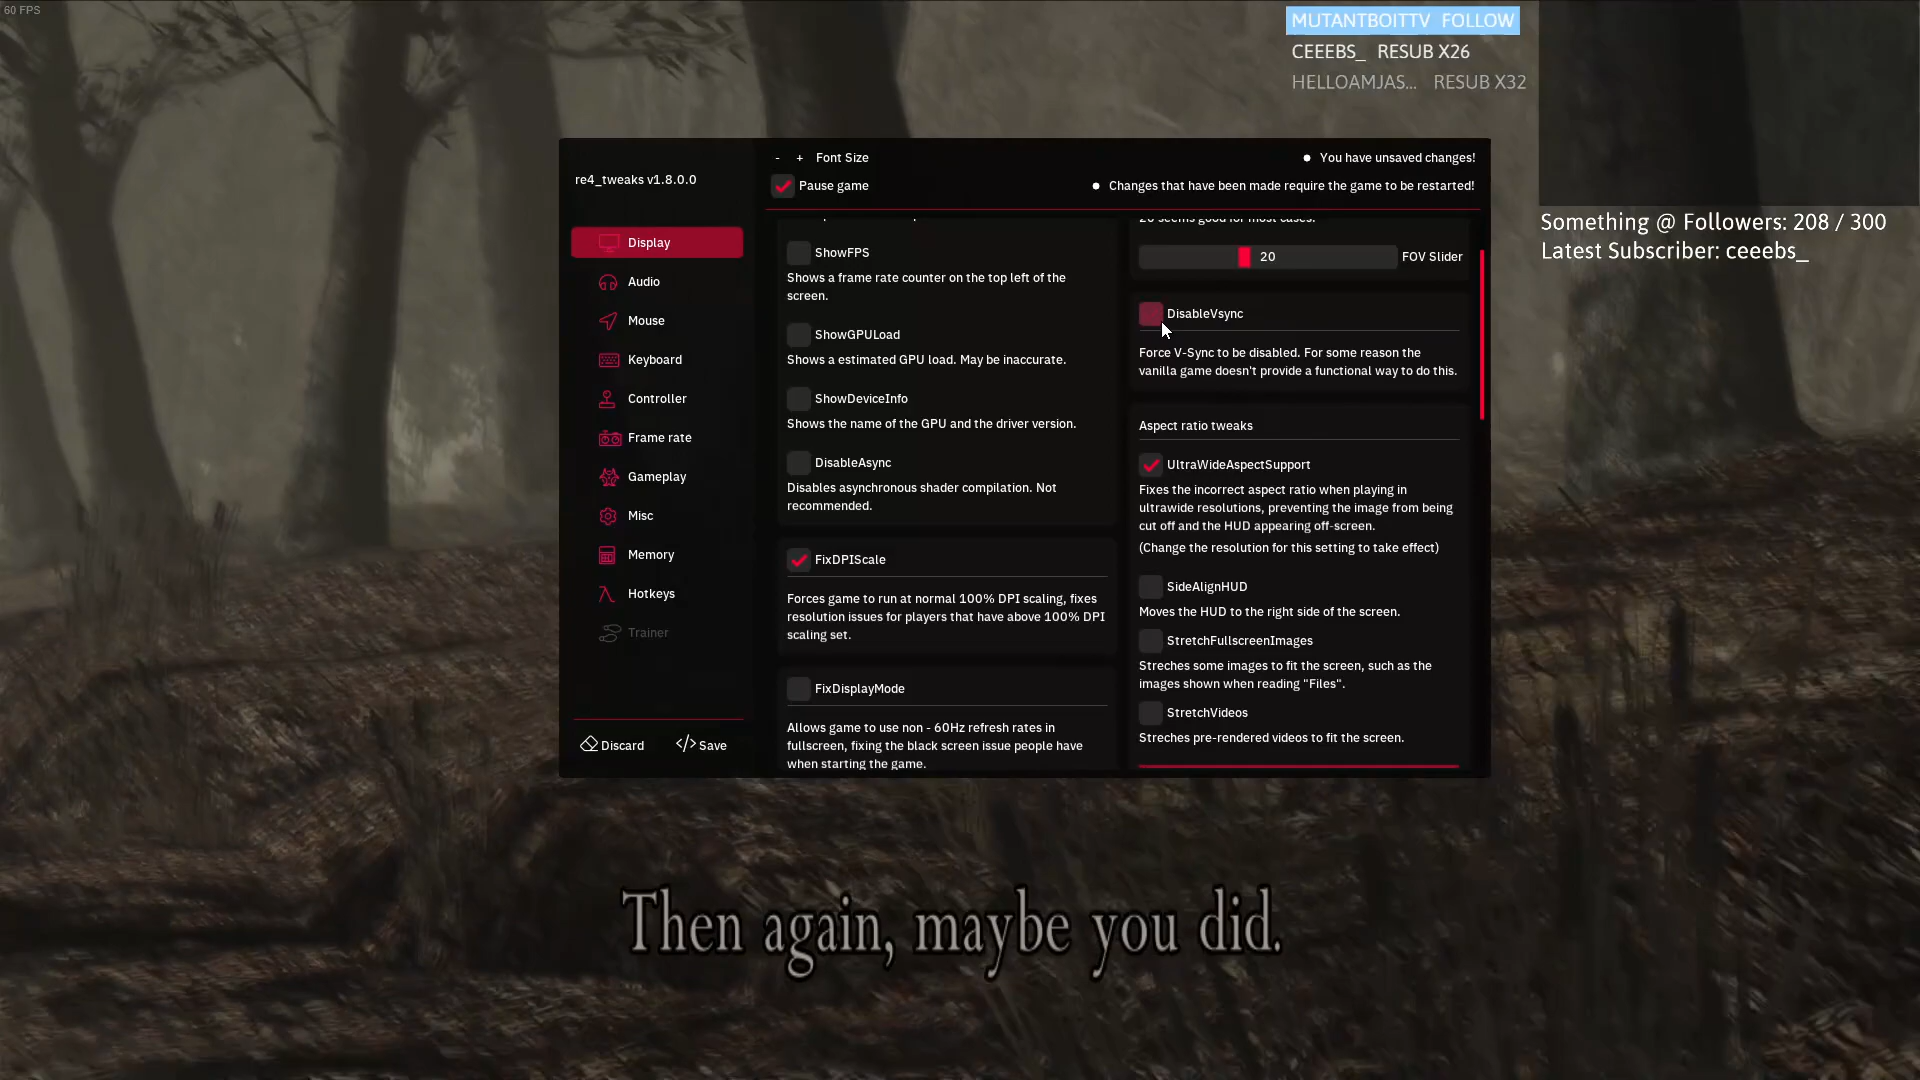 60 FPS
MUTANTBOITTV FOLLOW
CEEEBS_ RESUB X26
HELLOAMJAS... RESUB X32
Something @ Followers: 208 / 300
Latest Subscriber: ceeebs_
re4_tweaks v1.8.0.0
- + Font Size
You have unsaved changes!
Pause game
Changes that have been made require the game to be restarted!
Display
Audio
Mouse
Keyboard
Controller
Frame rate
Gameplay
Misc
Memory
Hotkeys
Trainer
Discard
Save
ShowFPS
Shows a frame rate counter on the top left of the
screen.
ShowGPULoad
Shows a estimated GPU load. May be inaccurate.
ShowDeviceInfo
Shows the name of the GPU and the driver version.
DisableAsync
Disables asynchronous shader compilation. Not
recommended.
FixDPIScale
Forces game to run at normal 100% DPI scaling, fixes
resolution issues for players that have above 100% DPI
scaling set.
FixDisplayMode
Allows game to use non - 60Hz refresh rates in
fullscreen, fixing the black screen issue people have
when starting the game.
20 seems good for most cases.
20 FOV Slider
DisableVsync
Force V-Sync to be disabled. For some reason the
vanilla game doesn't provide a functional way to do this.
Aspect ratio tweaks
UltraWideAspectSupport
Fixes the incorrect aspect ratio when playing in
ultrawide resolutions, preventing the image from being
cut off and the HUD appearing off-screen.
(Change the resolution for this setting to take effect)
SideAlignHUD
Moves the HUD to the right side of the screen.
StretchFullscreenImages
Streches some images to fit the screen, such as the
images shown when reading "Files".
StretchVideos
Streches pre-rendered videos to fit the screen.
Then again, maybe you did.